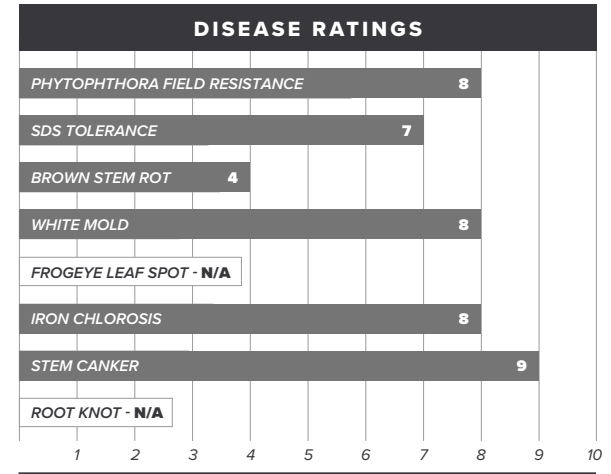 DISEASE RATINGS
PHYTOPHTHORA FIELD RESISTANCE 8
SDS TOLERANCE 7
BROWN STEM ROT 4
WHITE MOLD 8
FROGEYE LEAF SPOT - N/A
IRON CHLOROSIS 8
STEM CANKER 9
ROOT KNOT - N/A
1 2 3 4 5 6 7 8 9 10